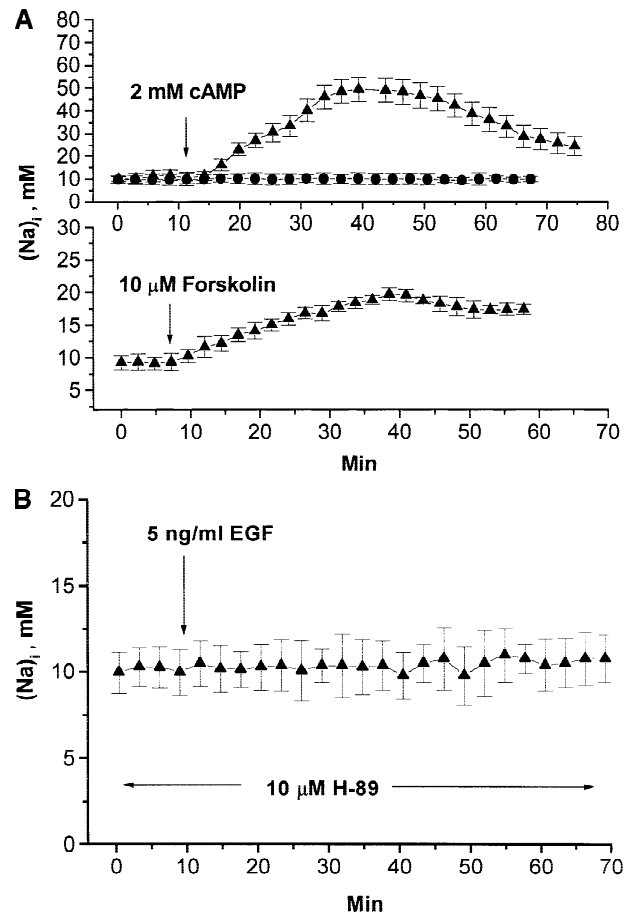 A
80
70
60
50
40
30
20
10
0
2 mM cAMP
0 10 20 30 40 50 60 70 80
(Na)i , mM
30
25
20
15
10
5
10 µM Forskolin
0 10 20 30 40 50 60 70
Min
B
20
15
10
5
0
(Na)i , mM
5 ng/ml EGF
10 µM H-89
0 10 20 30 40 50 60 70
Min